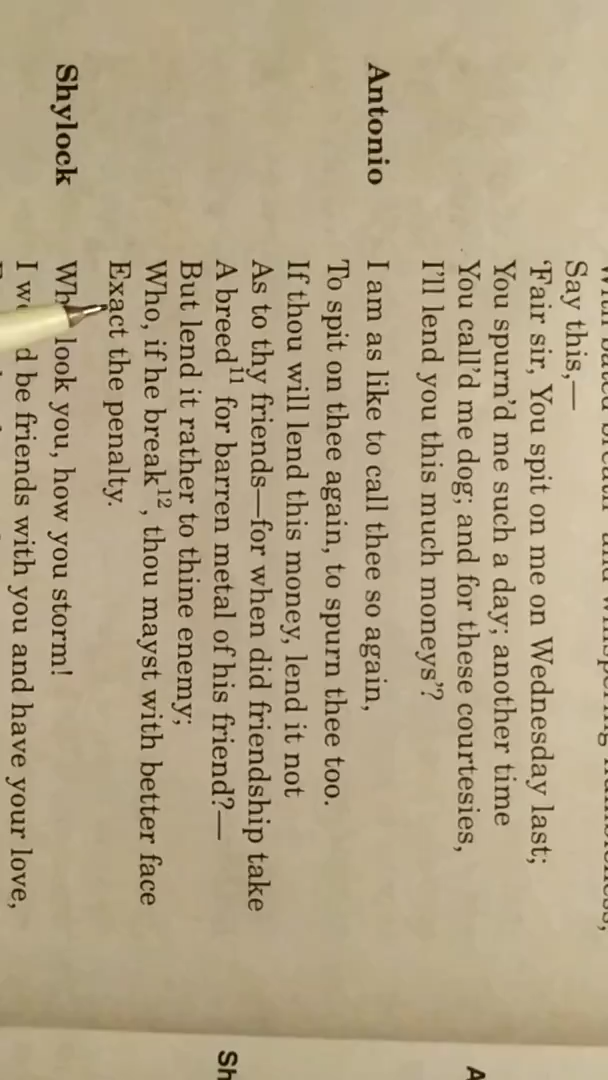 Say this,—
‘Fair sir, You spit on me on Wednesday last;
You spurn’d me such a day; another time
You call’d me dog; and for these courtesies,
I’ll lend you this much moneys’?
Antonio I am as like to call thee so again,
To spit on thee again, to spurn thee too.
If thou will lend this money, lend it not
As to thy friends—for when did friendship take
A breed11 for barren metal of his friend?—
But lend it rather to thine enemy;
Who, if he break12, thou mayst with better face
Exact the penalty.
Shylock look you, how you storm!
I be friends with you and have your love,
A
Sh